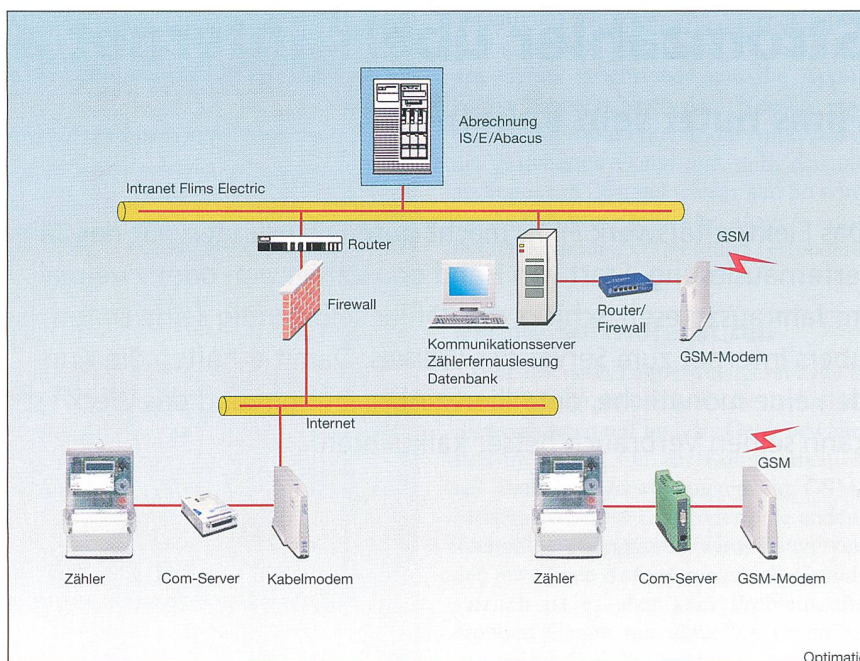 Abrechnung
IS/E/Abacus
Intranet Flims Electric
Router
Firewall
Kommunikationsserver
Zählerfernauslesung
Datenbank
Router/
Firewall
GSM
GSM-Modem
Internet
Zähler
Com-Server
Kabelmodem
GSM
Zähler
Com-Server
GSM-Modem